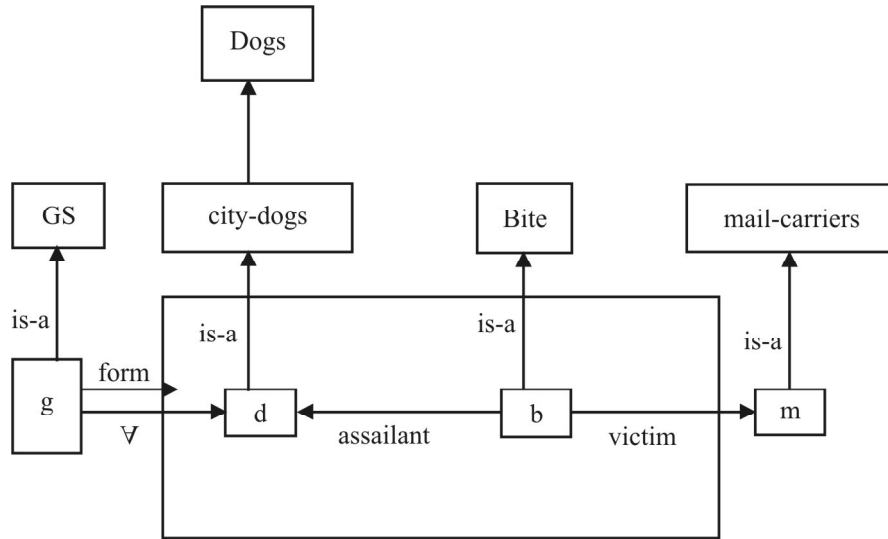 Dogs
GS
city-dogs
Bite
mail-carriers
is-a
is-a
is-a
is-a
form
g
d
b
m
∀
assailant
victim